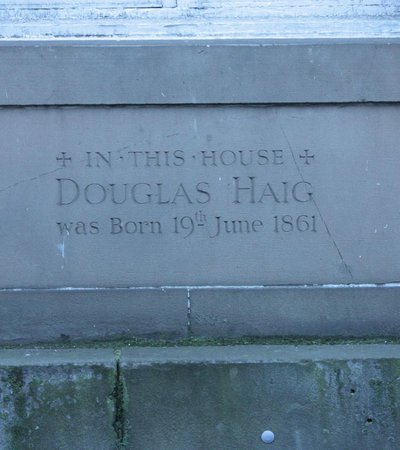 ✠ IN · THIS · HOUSE ✠
DOUGLAS HAIG
was Born 19th June 1861